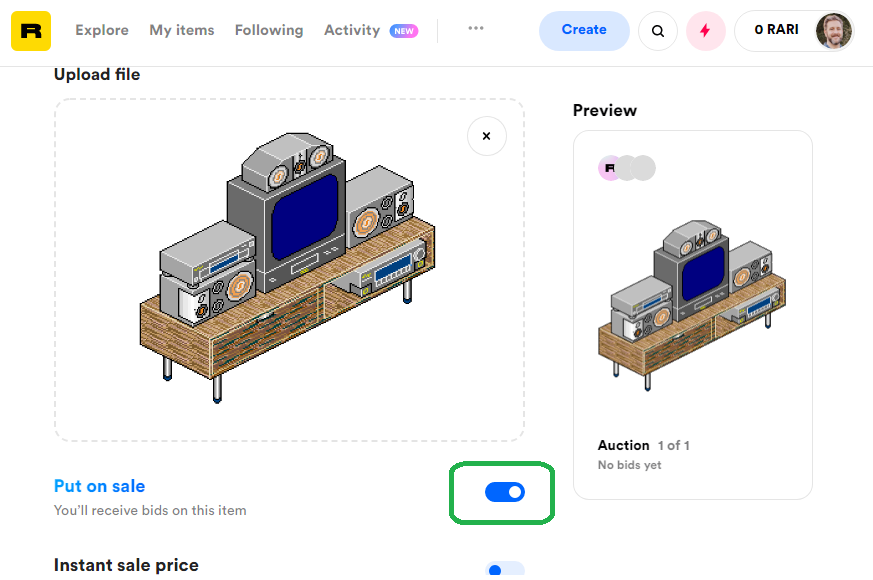 Explore My items Following Activity NEW ... Create 0 RARI
Upload file
Preview
Auction 1 of 1
No bids yet
Put on sale
You'll receive bids on this item
Instant sale price